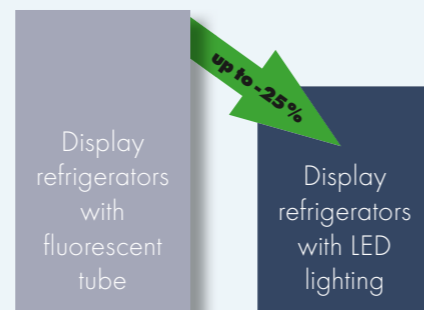 up to -25%
Display
refrigerators
with
fluorescent
tube
Display
refrigerators
with LED
lighting